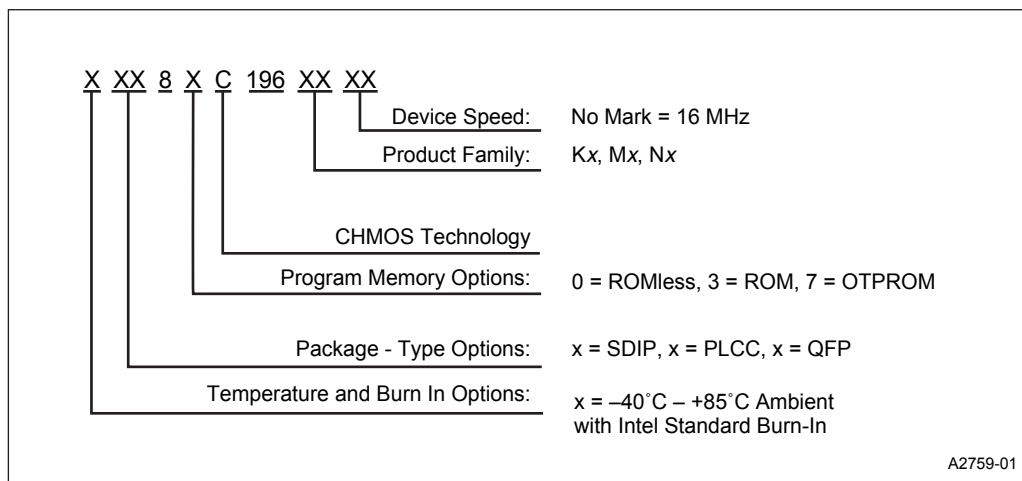 X XX 8 X C 196 XX XX
Device Speed: No Mark = 16 MHz
Product Family: Kx, Mx, Nx
CHMOS Technology
Program Memory Options: 0 = ROMless, 3 = ROM, 7 = OTPROM
Package - Type Options: x = SDIP, x = PLCC, x = QFP
Temperature and Burn In Options: x = –40˚C – +85˚C Ambient
with Intel Standard Burn-In
A2759-01